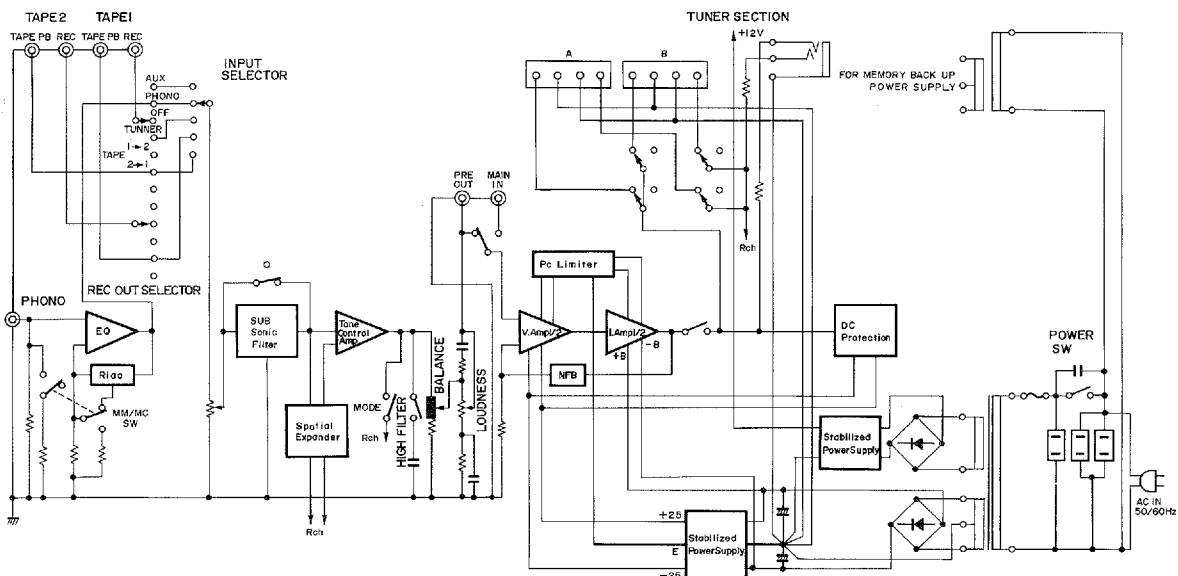 TAPE 2 TAPE1
TAPE PB REC TAPE PB REC
INPUT
SELECTOR
AUX
PHONO
OFF
TUNNER
1→2
TAPE
2→1
REC OUT SELECTOR
PHONO
EQ
Riaa
MM/MC
SW
SUB
Sonic
Filter
Tone
Control
Amp.
Spatial
Expander
Rch
MODE
Rch
HIGH FILTER
BALANCE
LOUDNESS
PRE
OUT
MAIN
IN
TUNER SECTION
+12V
A
B
Rch
Pc Limiter
V.Ampl/2
I.Ampl/2
-B
+B
NFB
DC
Protection
Stabilized
PowerSupply
+25
E
-25
Stabilized
PowerSupply
FOR MEMORY BACK UP
POWER SUPPLY
POWER
SW
AC IN
50/60Hz